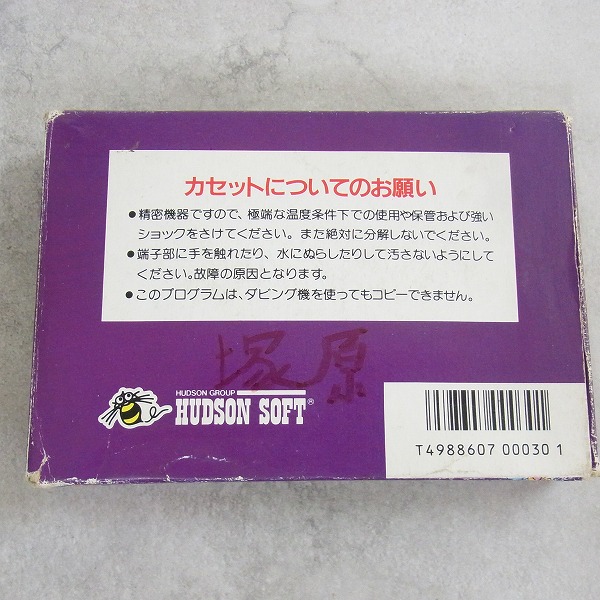 カセットについてのお願い
●精密機器ですので、極端な温度条件下での使用や保管および強い
ショックをさけてください。また絶対に分解しないでください。
●端子部に手を触れたり、水にぬらしたりして汚さないようにして
ください。故障の原因となります。
●このプログラムは、ダビング機を使ってもコピーできません。
塚原
HUDSON GROUP
HUDSON SOFT®
T4988607 00030 1